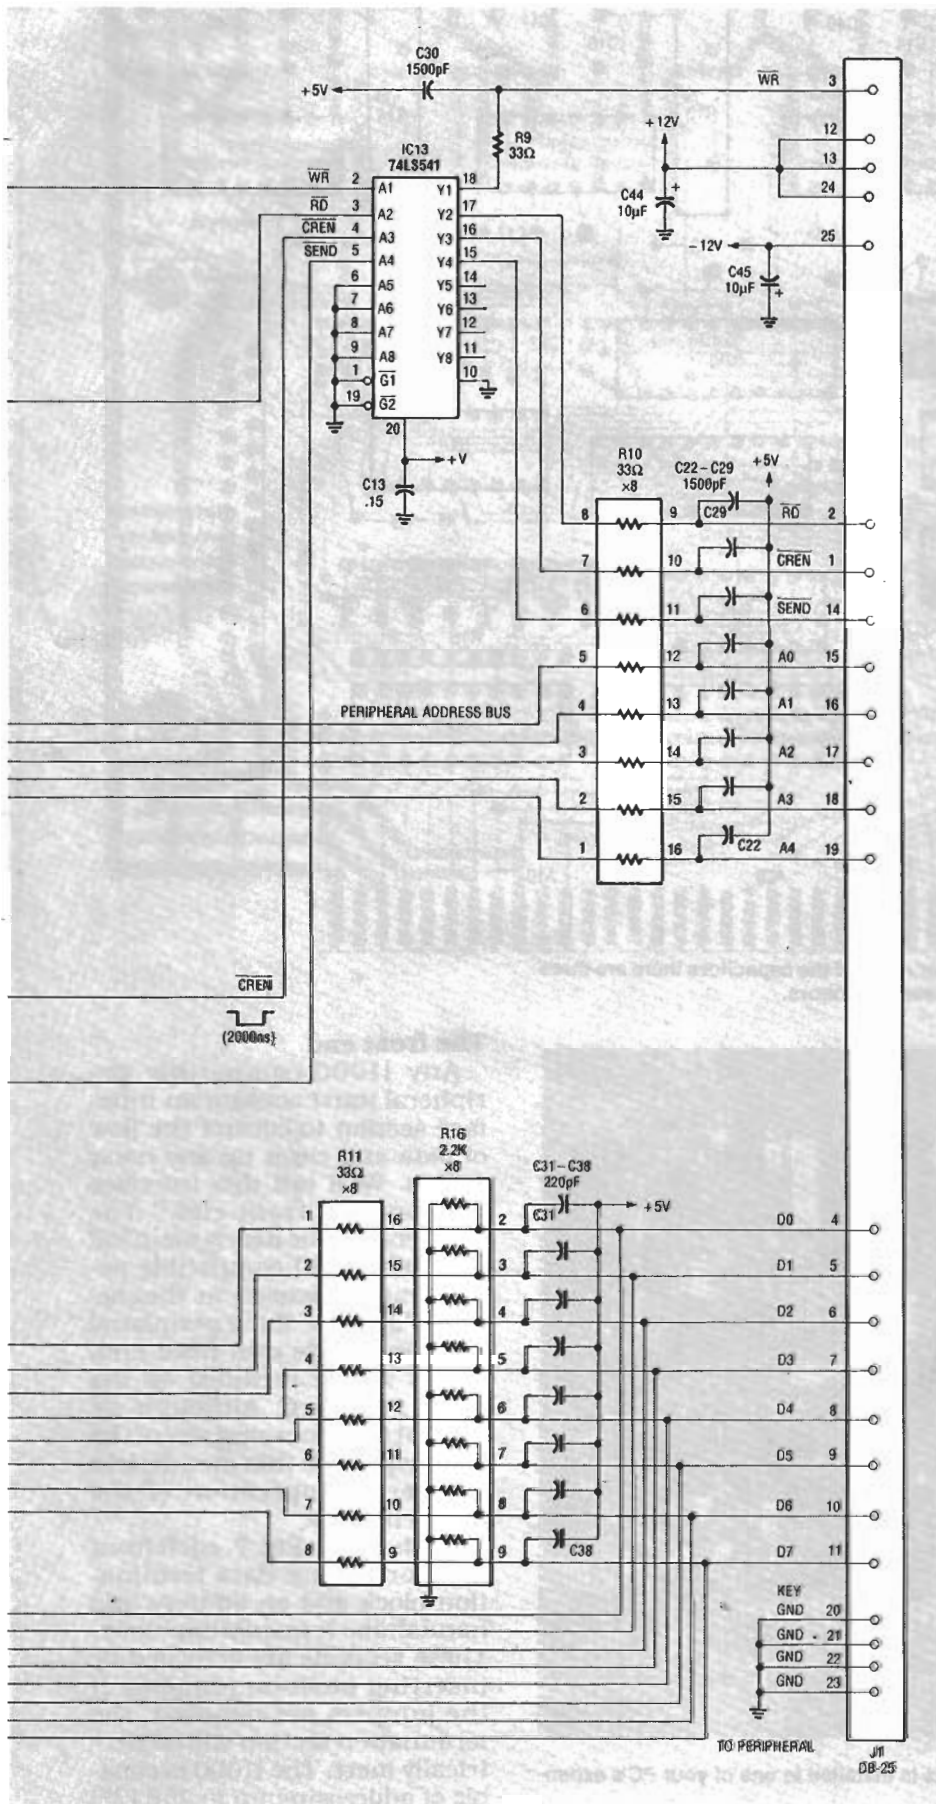 C30
1500pF
+5V
WR 3
R9
33Ω
+12V
12
13
24
C44
10µF
+
-12V 25
C45
10µF
+
IC13
74LS541
WR 2 A1 Y1 18
RD 3 A2 Y2 17
CREN 4 A3 Y3 16
SEND 5 A4 Y4 15
6 A5 Y5 14
7 A6 Y6 13
8 A7 Y7 12
9 A8 Y8 11
1 G1 10
19 G2
20
+V
C13
.15
R10
33Ω
×8
C22-C29
1500pF
+5V
8 9 C29 RD 2
7 10 CREN 1
6 11 SEND 14
5 12 A0 15
PERIPHERAL ADDRESS BUS
4 13 A1 16
3 14 A2 17
2 15 A3 18
1 16 C22 A4 19
CREN
(2000ns)
The front end
R11
33Ω
×8
R16
2.2K
×8
C31-C38
220pF
+5V
1 16 2 C31 D0 4
2 15 3 D1 5
3 14 4 D2 6
4 13 5 D3 7
5 12 6 D4 8
6 11 7 D5 9
7 10 8 D6 10
8 9 9 C38 D7 11
KEY
GND 20
GND 21
GND 22
GND 23
TO PERIPHERAL
J1
DB-25